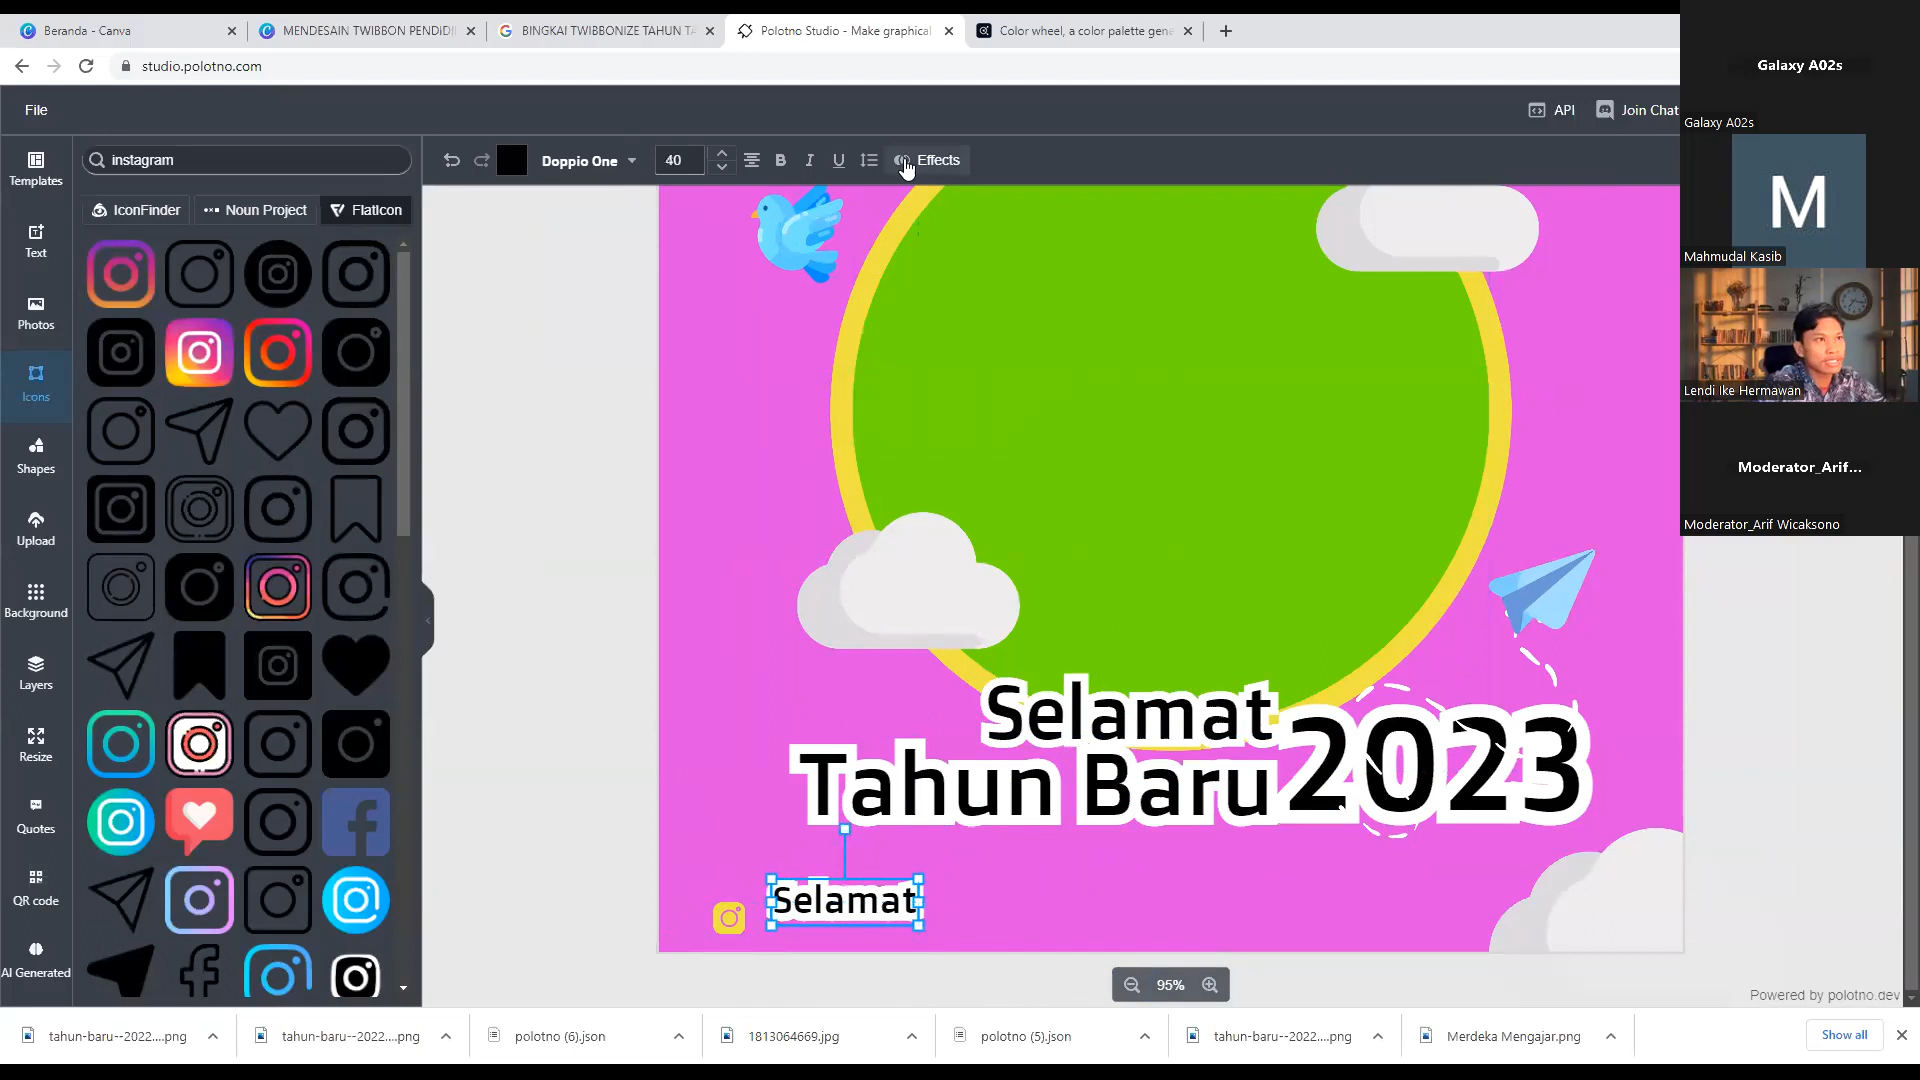 Beranda - Canva
MENDESAIN TWIBBON PENDIDI
BINGKAI TWIBBONIZE TAHUN
Polotno Studio - Make graphical
Color wheel, a color palette gene
studio.polotno.com
File
API
Join Chat
instagram
Doppio One
40
B
I
U
Effects
IconFinder
Noun Project
FlatIcon
Templates
Text
Photos
Icons
Shapes
Upload
Background
Layers
Resize
Quotes
QR code
AI Generated
Selamat
Tahun Baru
2023
Selamat
95%
Powered by polotno.dev
Galaxy A02s
Galaxy A02s
M
Mahmudal Kasib
Lendi Ike Hermawan
Moderator_Arif...
Moderator_Arif Wicaksono
tahun-baru--2022....png
tahun-baru--2022....png
polotno (6).json
1813064669.jpg
polotno (5).json
tahun-baru--2022....png
Merdeka Mengajar.png
Show all